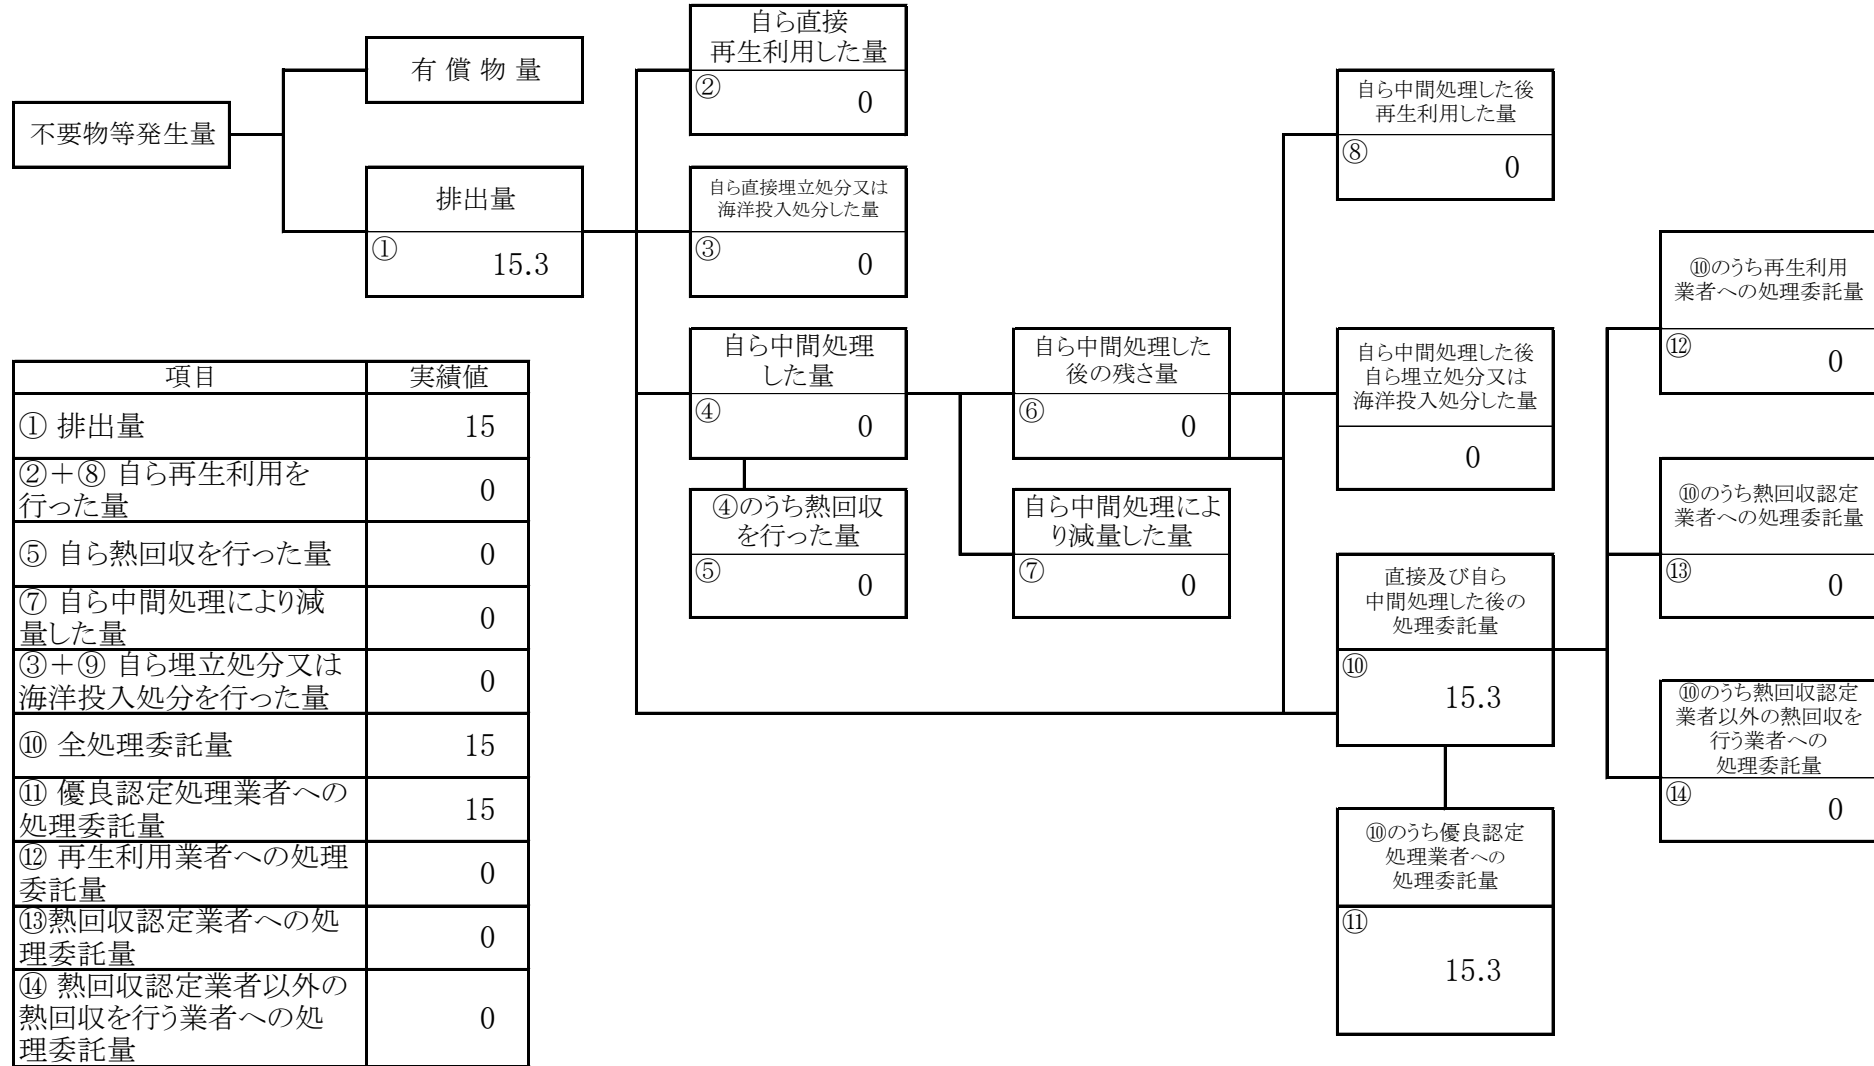 不要物等発生量
有 償 物 量
排出量
①
15.3
自ら直接
再生利用した量
②
0
自ら直接埋立処分又は
海洋投入処分した量
③
0
自ら中間処理
した量
④
0
④のうち熱回収
を行った量
⑤
0
自ら中間処理した
後の残さ量
⑥
0
自ら中間処理によ
り減量した量
⑦
0
自ら中間処理した後
再生利用した量
⑧
0
自ら中間処理した後
自ら埋立処分又は
海洋投入処分した量
0
直接及び自ら
中間処理した後の
処理委託量
⑩
15.3
⑩のうち優良認定
処理業者への
処理委託量
⑪
15.3
⑩のうち再生利用
業者への処理委託量
⑫
0
⑩のうち熱回収認定
業者への処理委託量
⑬
0
⑩のうち熱回収認定
業者以外の熱回収を
行う業者への
処理委託量
⑭
0
項目 実績値
① 排出量 15
②＋⑧ 自ら再生利用を
行った量 0
⑤ 自ら熱回収を行った量 0
⑦ 自ら中間処理により減
量した量 0
③＋⑨ 自ら埋立処分又は
海洋投入処分を行った量 0
⑩ 全処理委託量 15
⑪ 優良認定処理業者への
処理委託量 15
⑫ 再生利用業者への処理
委託量 0
⑬熱回収認定業者への処
理委託量 0
⑭ 熱回収認定業者以外の
熱回収を行う業者への処
理委託量 0